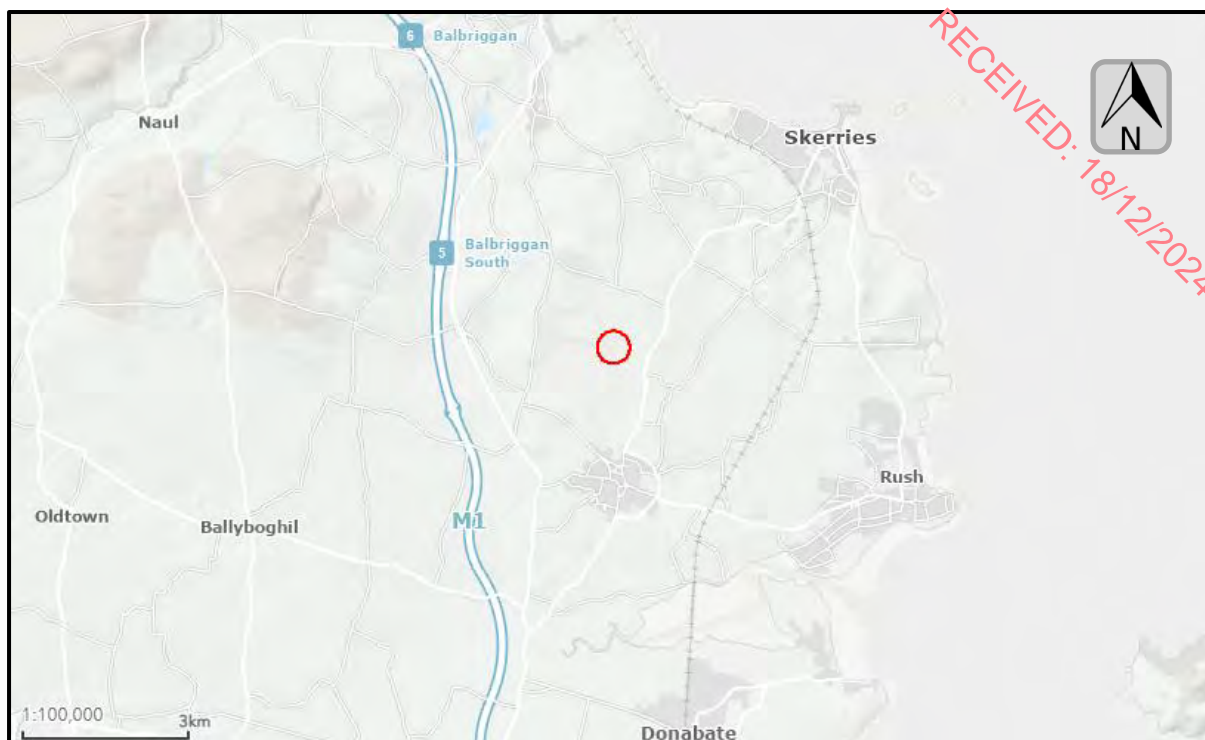 6 Balbriggan
RECEIVED: 18/12/2024
N
Naul
Skerries
5 Balbriggan
South
Rush
Oldtown
Ballyboghil
M1
1:100,000
3km
Donabate